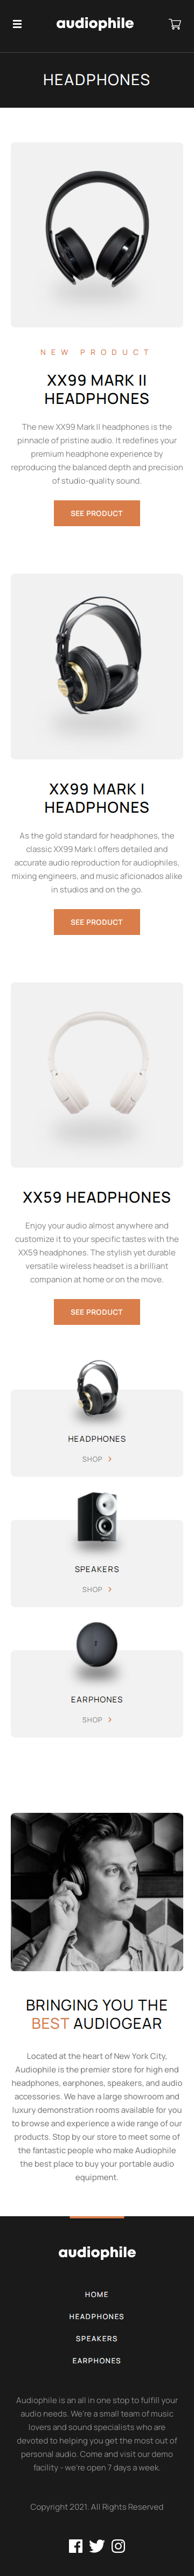 audiophile
HEADPHONES
NEW PRODUCT
XX99 MARK II
HEADPHONES
The new XX99 Mark II headphones is the
pinnacle of pristine audio. It redefines your
premium headphone experience by
reproducing the balanced depth and precision
of studio-quality sound.
SEE PRODUCT
XX99 MARK I
HEADPHONES
As the gold standard for headphones, the
classic XX99 Mark I offers detailed and
accurate audio reproduction for audiophiles,
mixing engineers, and music aficionados alike
in studios and on the go.
SEE PRODUCT
XX59 HEADPHONES
Enjoy your audio almost anywhere and
customize it to your specific tastes with the
XX59 headphones. The stylish yet durable
versatile wireless headset is a brilliant
companion at home or on the move.
SEE PRODUCT
HEADPHONES
SHOP
SPEAKERS
SHOP
EARPHONES
SHOP
BRINGING YOU THE
BEST AUDIOGEAR
Located at the heart of New York City,
Audiophile is the premier store for high end
headphones, earphones, speakers, and audio
accessories. We have a large showroom and
luxury demonstration rooms available for you
to browse and experience a wide range of our
products. Stop by our store to meet some of
the fantastic people who make Audiophile
the best place to buy your portable audio
equipment.
audiophile
HOME
HEADPHONES
SPEAKERS
EARPHONES
Audiophile is an all in one stop to fulfill your
audio needs. We're a small team of music
lovers and sound specialists who are
devoted to helping you get the most out of
personal audio. Come and visit our demo
facility - we're open 7 days a week.
Copyright 2021. All Rights Reserved